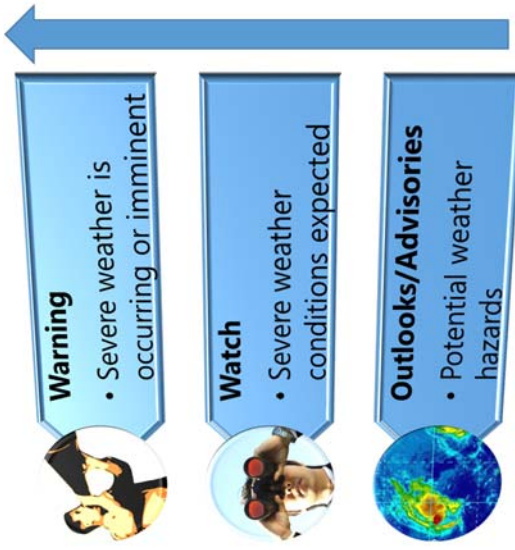 Warning
• Severe weather is
occurring or imminent
Watch
• Severe weather
conditions expected
Outlooks/Advisories
• Potential weather
hazards